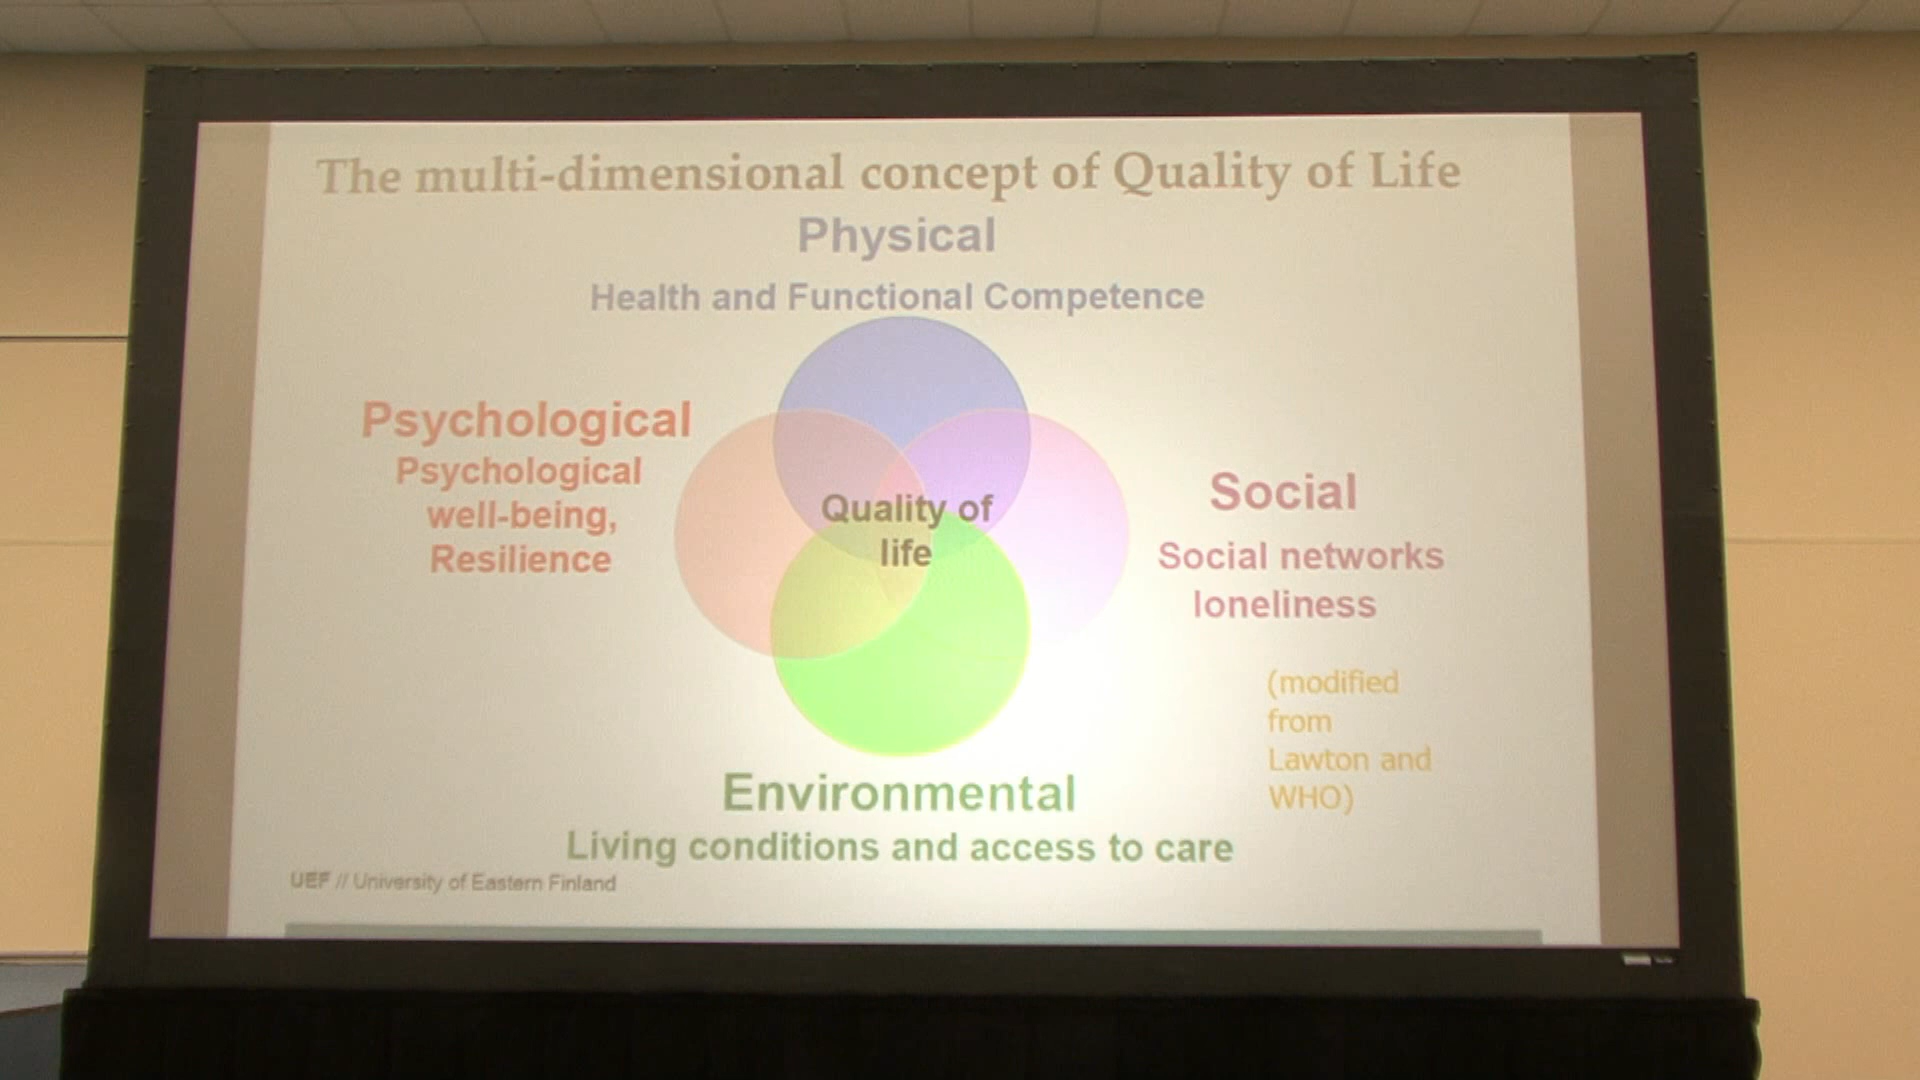 The multi-dimensional concept of Quality of Life
Physical
Health and Functional Competence
Psychological
Psychological
well-being,
Resilience
Quality of
life
Social
Social networks
loneliness
(modified
from
Lawton and
WHO)
Environmental
Living conditions and access to care
UEF // University of Eastern Finland